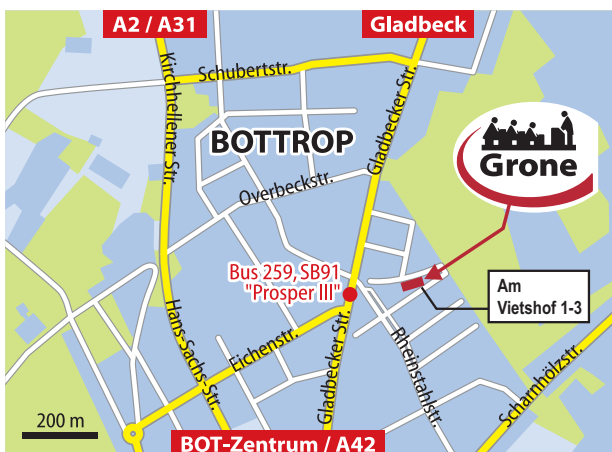 A2 / A31
Gladbeck
Kirchhellener Str.
Schubertstr.
BOTTROP
Gladbecker Str.
Grone
Overbeckstr.
Bus 259, SB91
"Prosper III"
Am
Vietshof 1-3
Hans-Sachs-Str.
Eichenstr.
Gladbecker Str.
Rheinstahlstr.
Scharnhölzstr.
200 m
BOT-Zentrum / A42